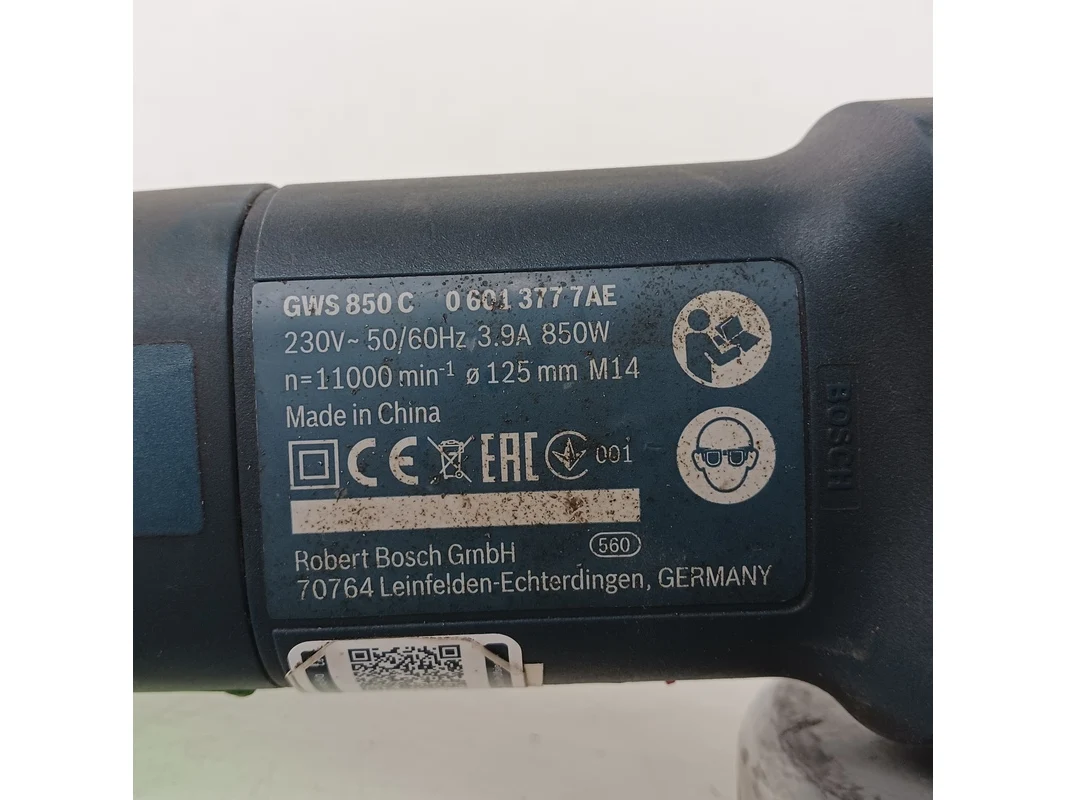 GWS 850 C 0 601 377 7AE
230V~ 50/60Hz 3.9A 850W
n=11000 min⁻¹ ø 125 mm M14
Made in China
CE EAC 001
Robert Bosch GmbH 560
70764 Leinfelden-Echterdingen, GERMANY
BOSCH